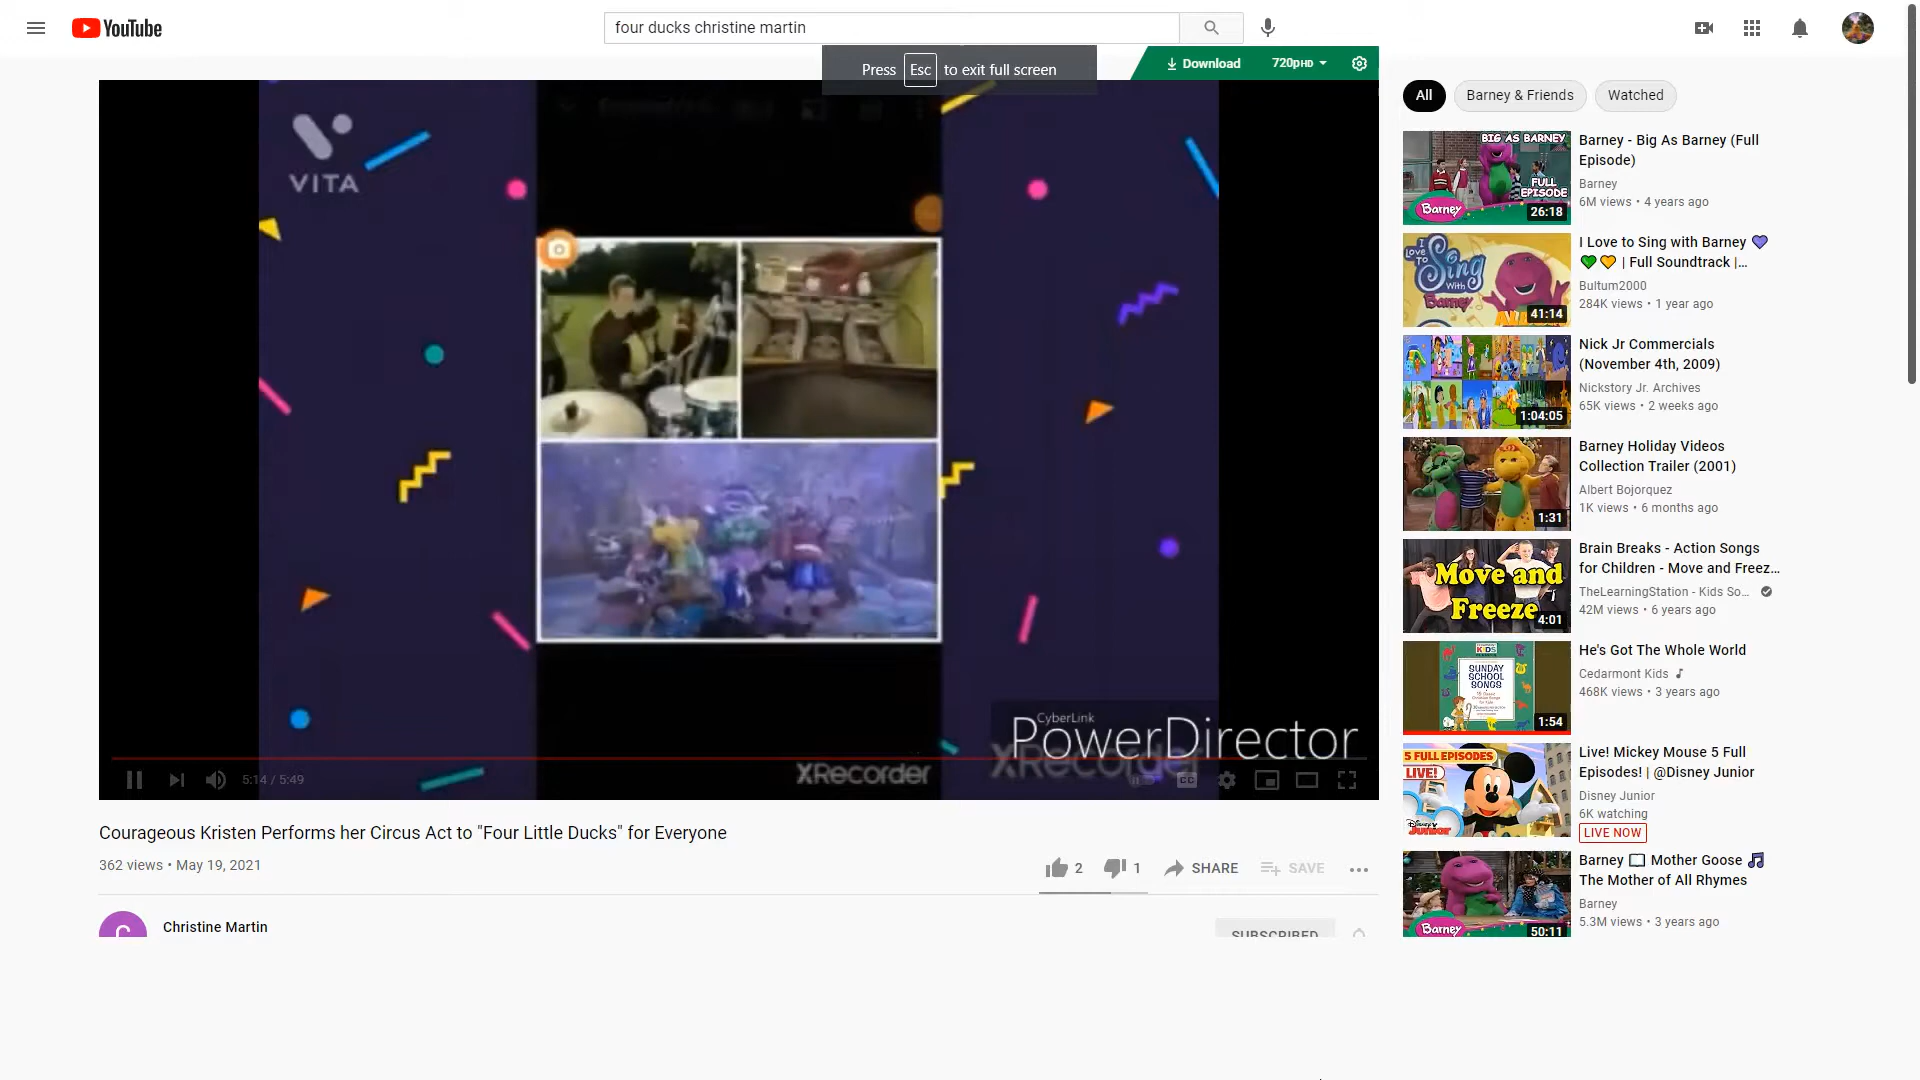 YouTube
four ducks christine martin
Press Esc to exit full screen
Download
720PHD
VITA
CyberLink
PowerDirector
XRecorder
5:14 / 5:49
CC
Courageous Kristen Performs her Circus Act to "Four Little Ducks" for Everyone
362 views • May 19, 2021
2
1
SHARE
SAVE
Christine Martin
SUBSCRIBED
All
Barney & Friends
Watched
BIG AS BARNEY
FULL
EPISODE
Barney
26:18
Barney - Big As Barney (Full
Episode)
Barney
6M views • 4 years ago
I Love To
Sing
With
Barney
41:14
I Love to Sing with Barney 💜
💚💛 | Full Soundtrack |...
Bultum2000
284K views • 1 year ago
1:04:05
Nick Jr Commercials
(November 4th, 2009)
Nickstory Jr. Archives
65K views • 2 weeks ago
1:31
Barney Holiday Videos
Collection Trailer (2001)
Albert Bojorquez
1K views • 6 months ago
Move and
Freeze
4:01
Brain Breaks - Action Songs
for Children - Move and Freez...
TheLearningStation - Kids So...
42M views • 6 years ago
KIDS
SUNDAY
SCHOOL
SONGS
1:54
He's Got The Whole World
Cedarmont Kids
468K views • 3 years ago
5 FULL EPISODES
LIVE!
Disney
Junior
Live! Mickey Mouse 5 Full
Episodes! | @Disney Junior
Disney Junior
6K watching
LIVE NOW
Barney
50:11
Barney 📖 Mother Goose 🎵
The Mother of All Rhymes
Barney
5.3M views • 3 years ago